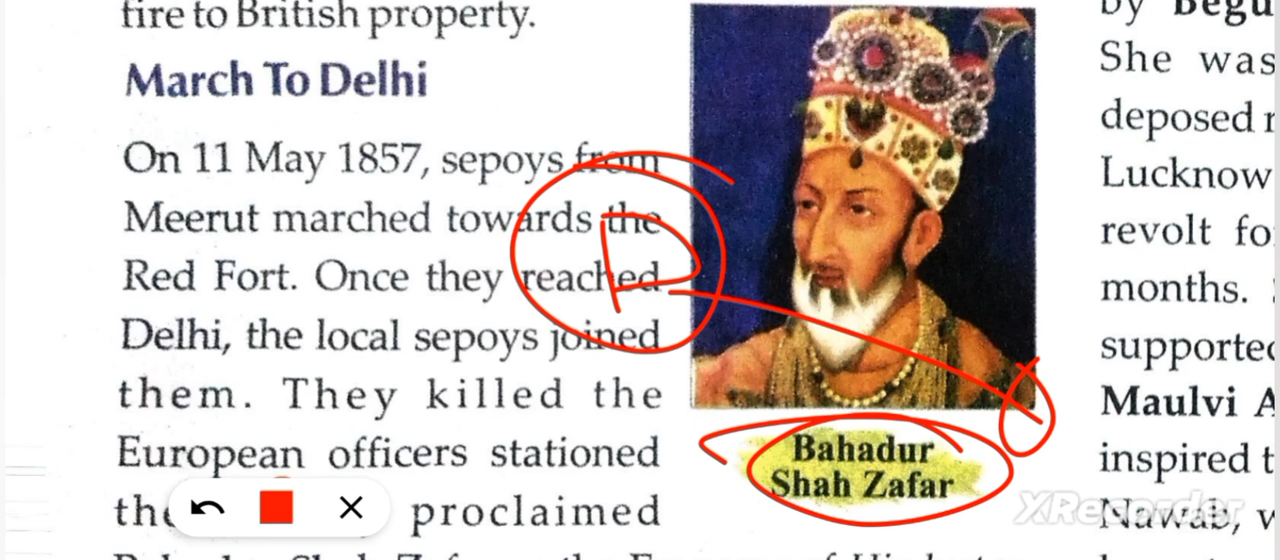 fire to British property.
March To Delhi
On 11 May 1857, sepoys from
Meerut marched towards the
Red Fort. Once they reached
Delhi, the local sepoys joined
them. They killed the
European officers stationed
proclaimed
Bahadur
Shah Zafar
by
She was
deposed
Lucknow
revolt
months.
Maulvi
inspired
Nawab,
XRecorder
D